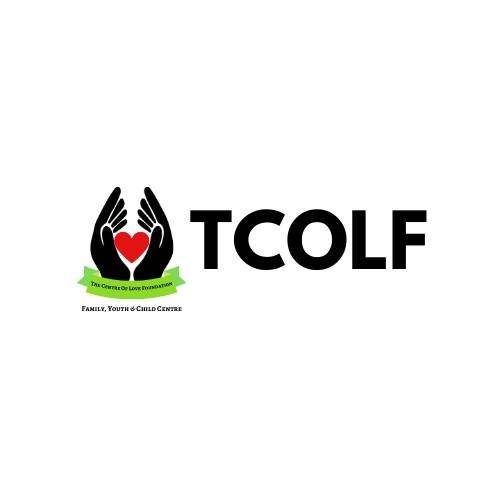 TCOLF
The Centre Of Love Foundation
Family, Youth & Child Centre